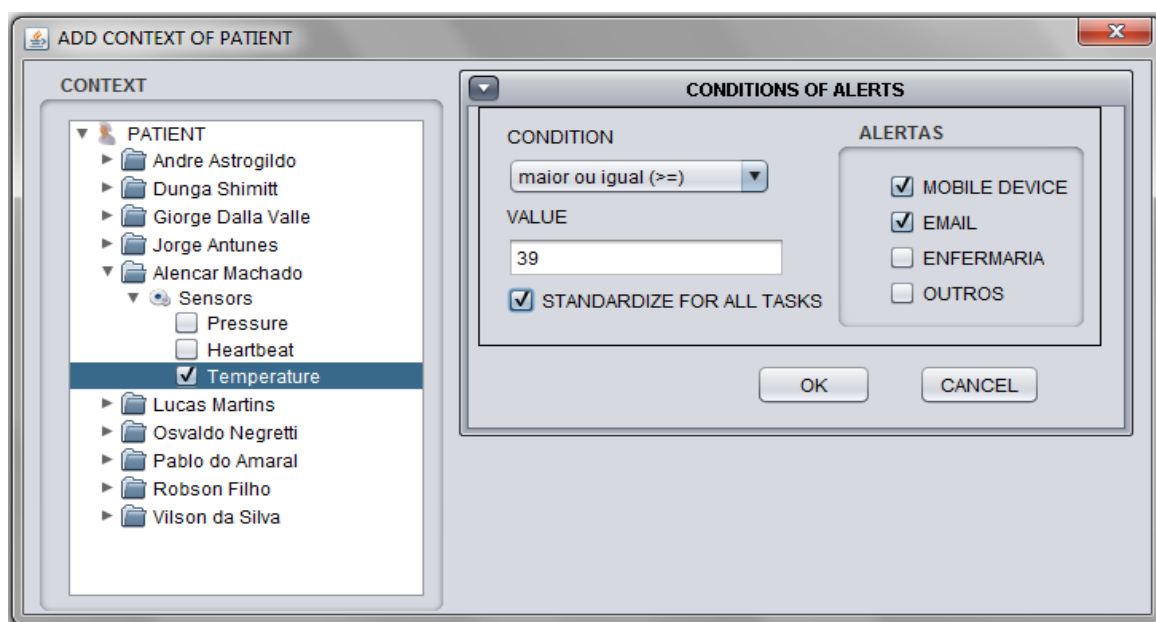 ADD CONTEXT OF PATIENT
CONTEXT
PATIENT
Andre Astrogildo
Dunga Shimitt
Giorge Dalla Valle
Jorge Antunes
Alencar Machado
Sensors
Pressure
Heartbeat
Temperature
Lucas Martins
Osvaldo Negretti
Pablo do Amaral
Robson Filho
Vilson da Silva
CONDITIONS OF ALERTS
CONDITION
maior ou igual (>=)
VALUE
39
STANDARDIZE FOR ALL TASKS
ALERTAS
MOBILE DEVICE
EMAIL
ENFERMARIA
OUTROS
OK
CANCEL